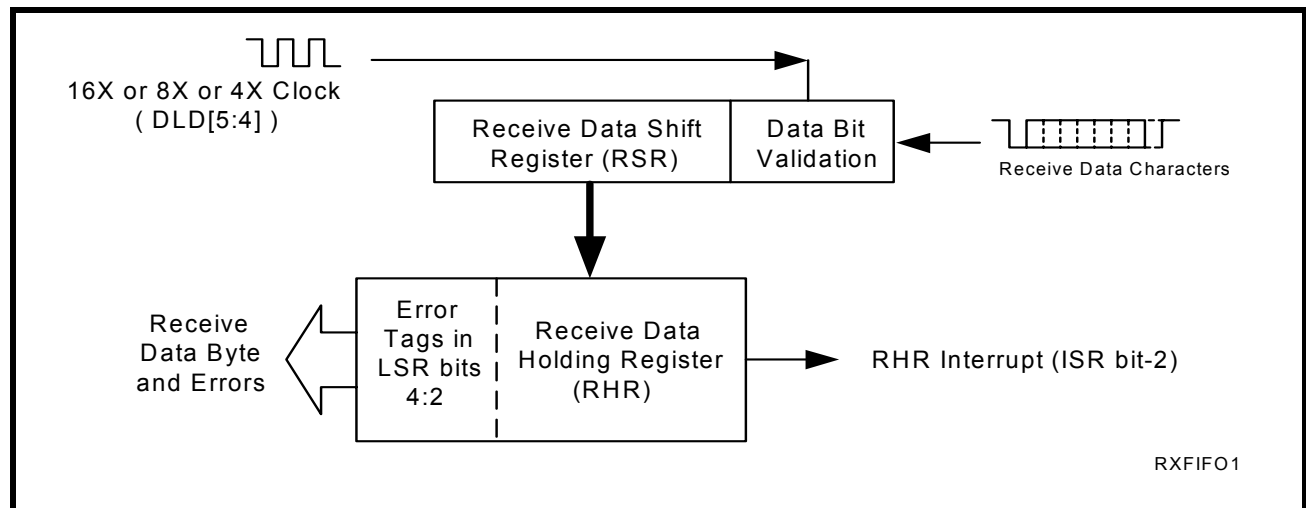 16X or 8X or 4X Clock
( DLD[5:4] )
Receive Data Shift
Register (RSR)
Data Bit
Validation
Receive Data Characters
Receive
Data Byte
and Errors
Error
Tags in
LSR bits
4:2
Receive Data
Holding Register
(RHR)
RHR Interrupt (ISR bit-2)
RXFIFO1